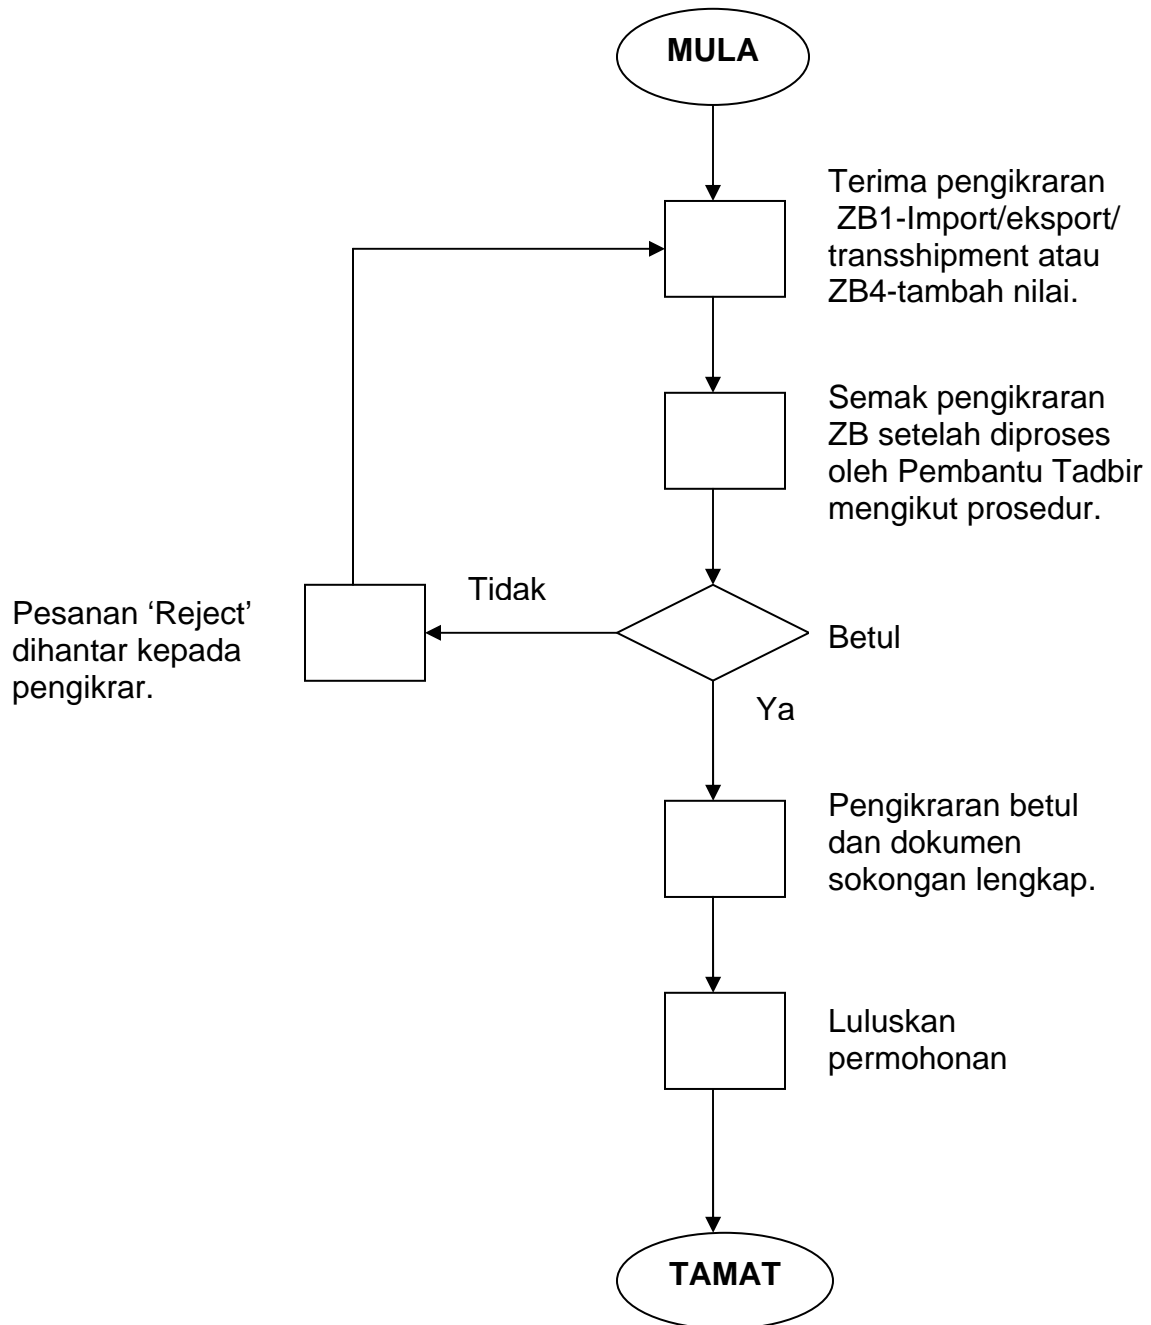 MULA
Terima pengikraran
ZB1-Import/eksport/
transshipment atau
ZB4-tambah nilai.
Semak pengikraran
ZB setelah diproses
oleh Pembantu Tadbir
mengikut prosedur.
Tidak
Pesanan ‘Reject’
dihantar kepada
pengikrar.
Betul
Ya
Pengikraran betul
dan dokumen
sokongan lengkap.
Luluskan
permohonan
TAMAT